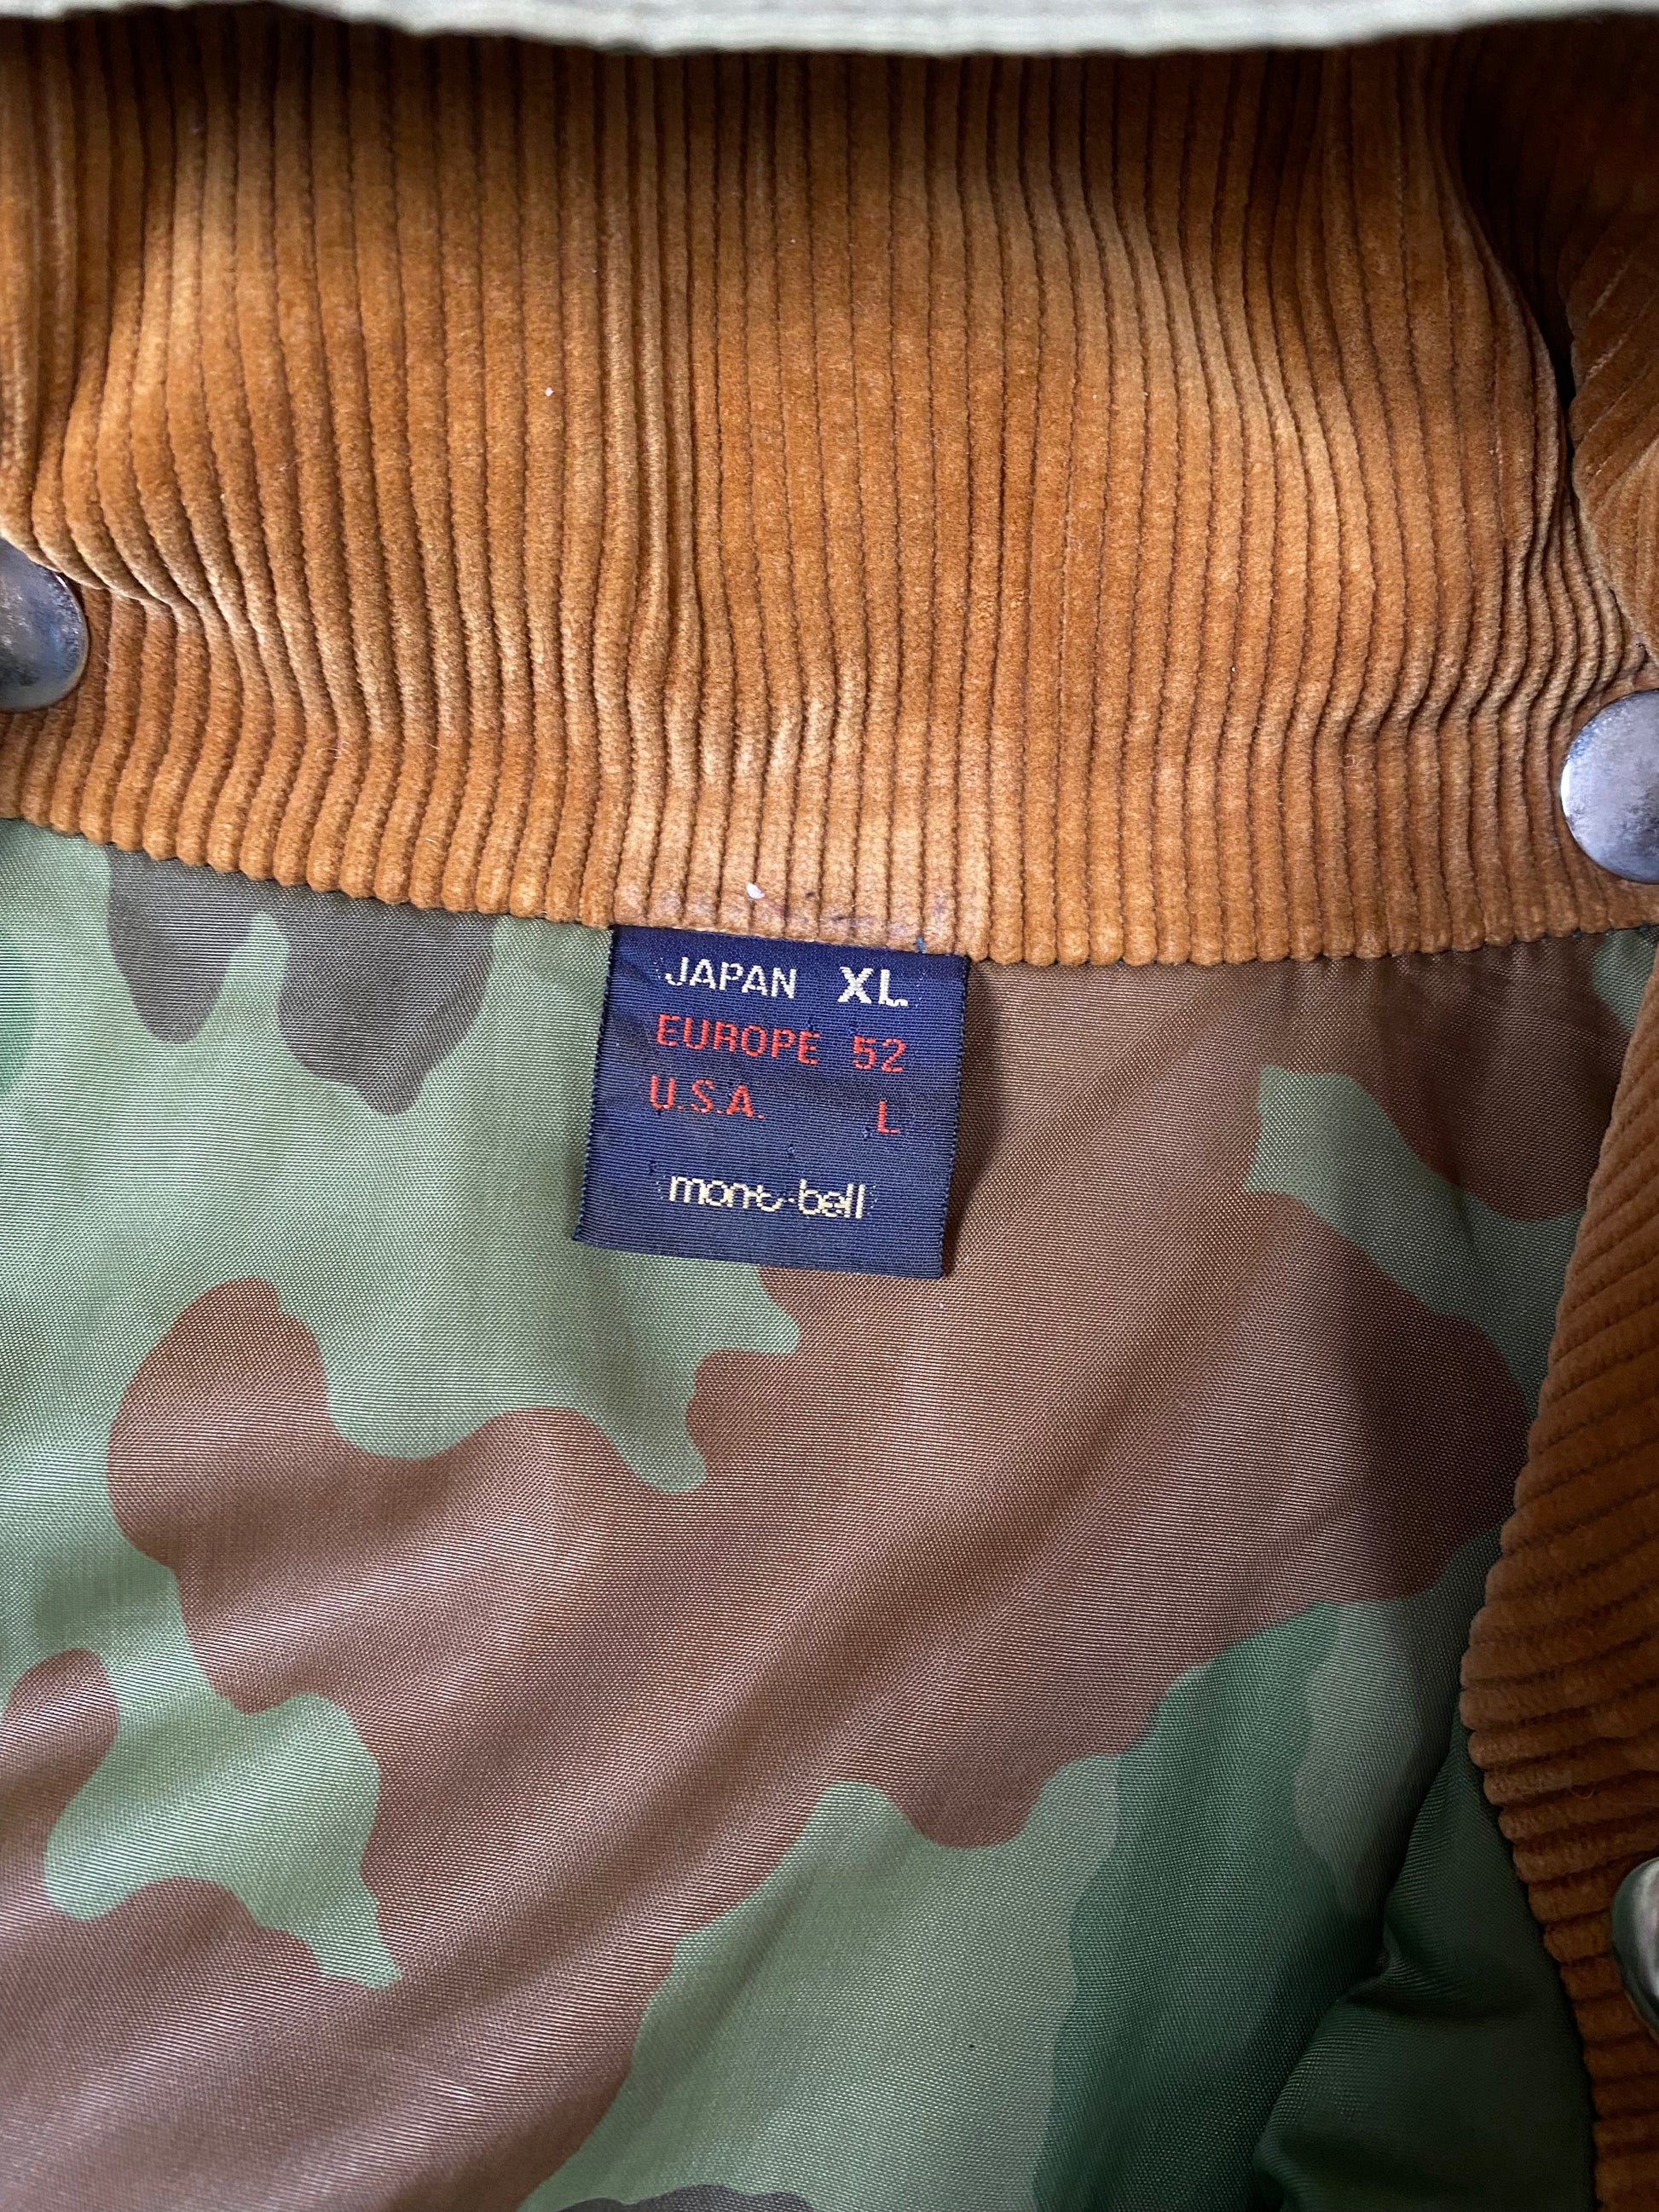 JAPAN XL
EUROPE 52
U.S.A. L
mont-bell